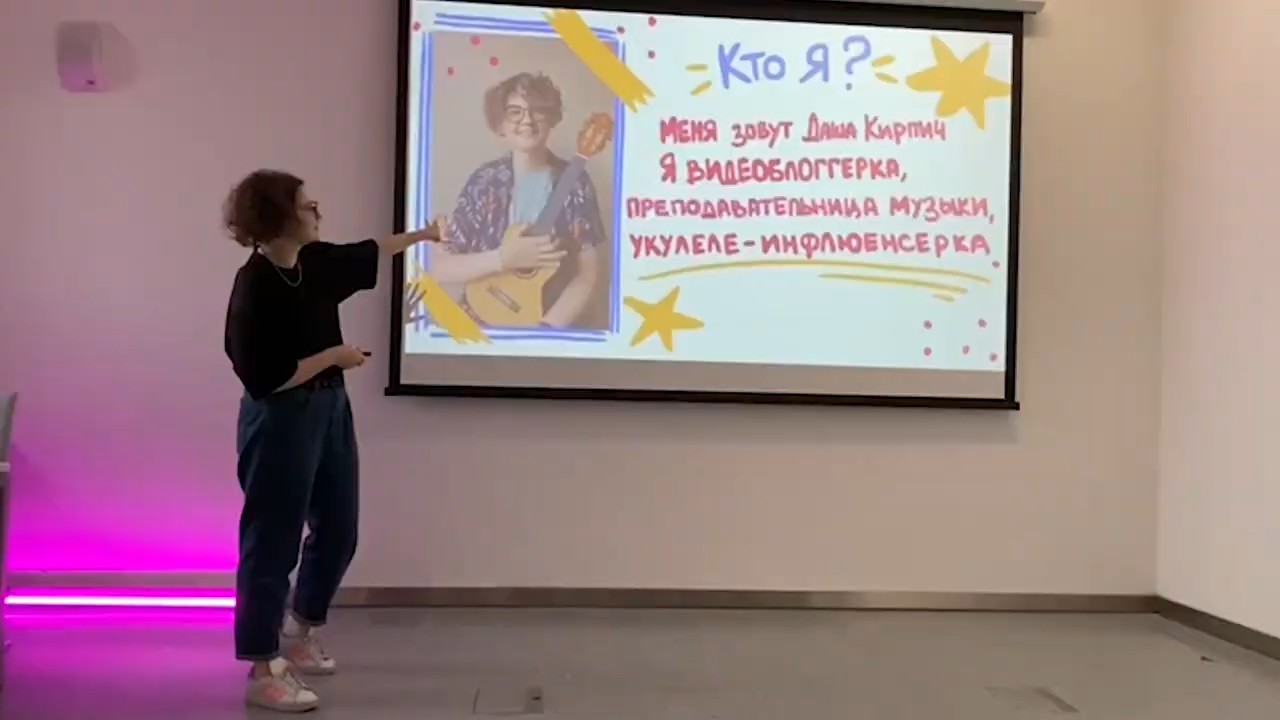 Кто я?
Меня зовут Даша Кирпич
Я видеоблоггерка,
преподавательница музыки,
укулеле-инфлюенсерка